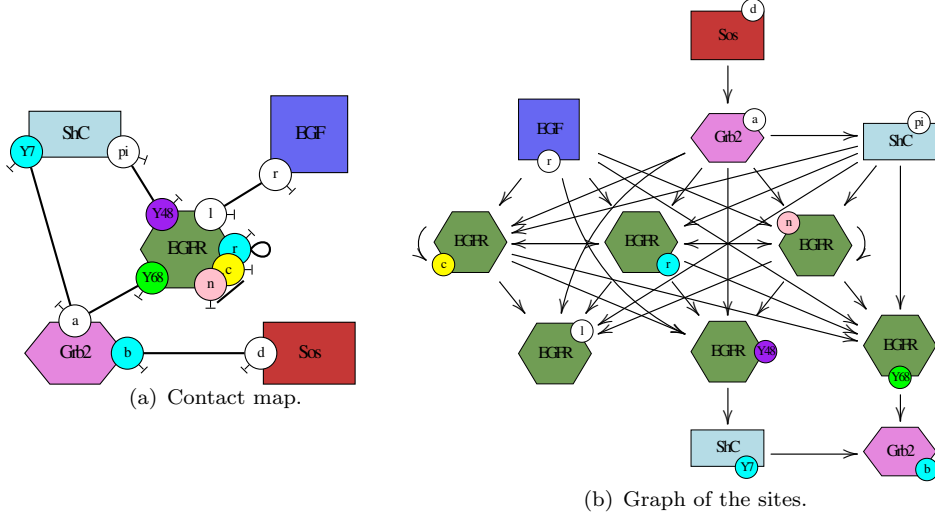 ShC
Y7
pi
EGF
r
Y48
l
EGFR
r
c
n
Y68
a
Grb2
b
d
Sos
(a) Contact map.
d
Sos
EGF
r
a
Grb2
pi
ShC
EGFR
c
EGFR
r
n
EGFR
l
EGFR
EGFR
Y48
EGFR
Y68
ShC
Y7
Grb2
b
(b) Graph of the sites.